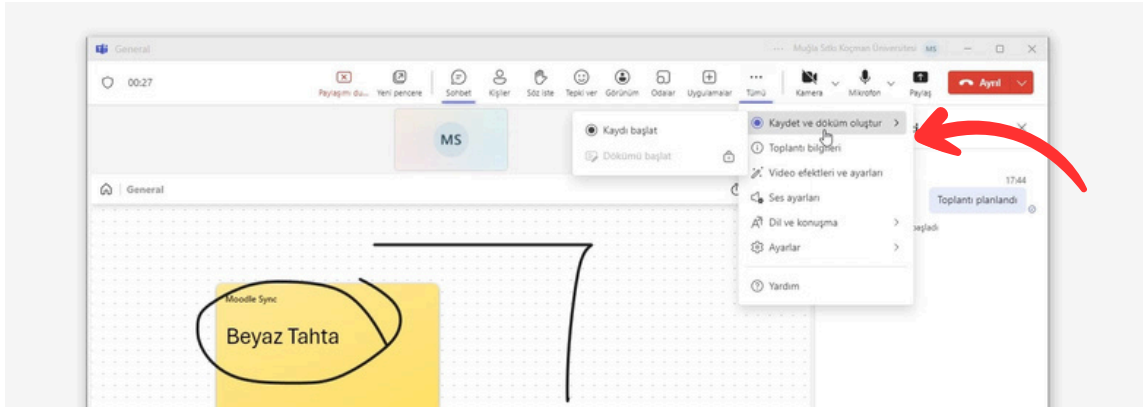 General
Muğla Sıtkı Koçman Üniversitesi MS
00:27
Paylaşımı du... Yeni pencere Sohbet Kişiler Söz iste Tepki ver Görünüm Odalar Uygulamalar Tümü Kamera Mikrofon Paylaş Ayrıl
MS
Kaydı başlat
Dökümü başlat
Kaydet ve döküm oluştur
Toplantı bilgileri
Video efektleri ve ayarları
Ses ayarları
Dil ve konuşma
Ayarlar
Yardım
17:44
Toplantı planlandı
başladı
General
Moodle Sync
Beyaz Tahta